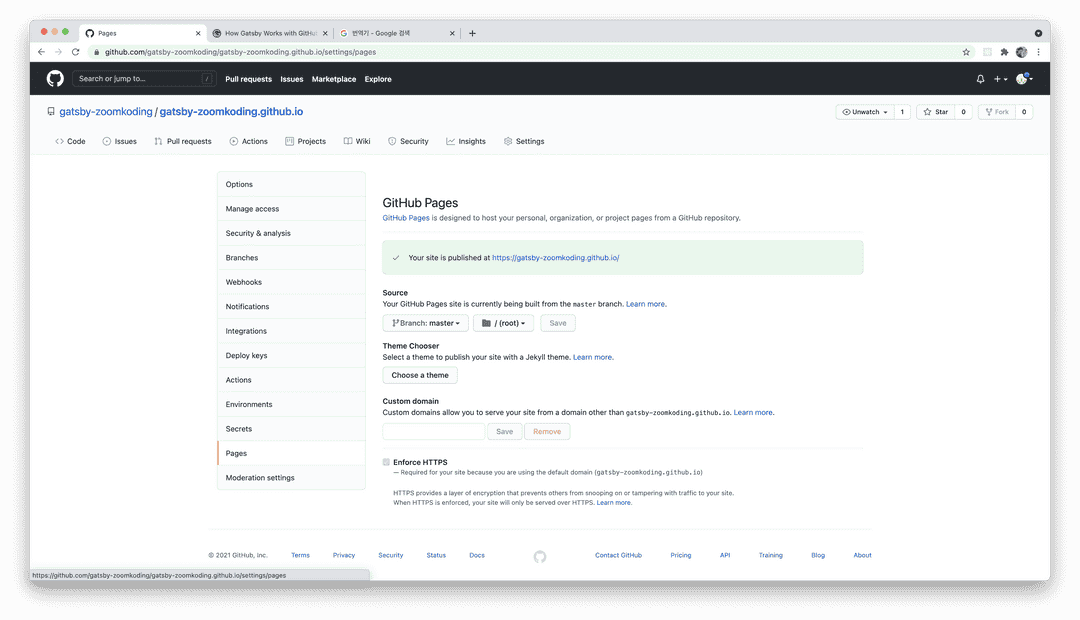 Pages
How Gatsby Works with GitHub
번역기 - Google 검색
github.com/gatsby-zoomkoding/gatsby-zoomkoding.github.io/settings/pages
Search or jump to... /
Pull requests Issues Marketplace Explore
gatsby-zoomkoding / gatsby-zoomkoding.github.io
Unwatch 1 Star 0 Fork 0
Code Issues Pull requests Actions Projects Wiki Security Insights Settings
Options
Manage access
Security & analysis
Branches
Webhooks
Notifications
Integrations
Deploy keys
Actions
Environments
Secrets
Pages
Moderation settings
GitHub Pages
GitHub Pages is designed to host your personal, organization, or project pages from a GitHub repository.
Your site is published at https://gatsby-zoomkoding.github.io/
Source
Your GitHub Pages site is currently being built from the master branch. Learn more.
Branch: master / (root) Save
Theme Chooser
Select a theme to publish your site with a Jekyll theme. Learn more.
Choose a theme
Custom domain
Custom domains allow you to serve your site from a domain other than gatsby-zoomkoding.github.io. Learn more.
Save Remove
Enforce HTTPS
— Required for your site because you are using the default domain (gatsby-zoomkoding.github.io)
HTTPS provides a layer of encryption that prevents others from snooping on or tampering with traffic to your site.
When HTTPS is enforced, your site will only be served over HTTPS. Learn more.
© 2021 GitHub, Inc. Terms Privacy Security Status Docs Contact GitHub Pricing API Training Blog About
https://github.com/gatsby-zoomkoding/gatsby-zoomkoding.github.io/settings/pages